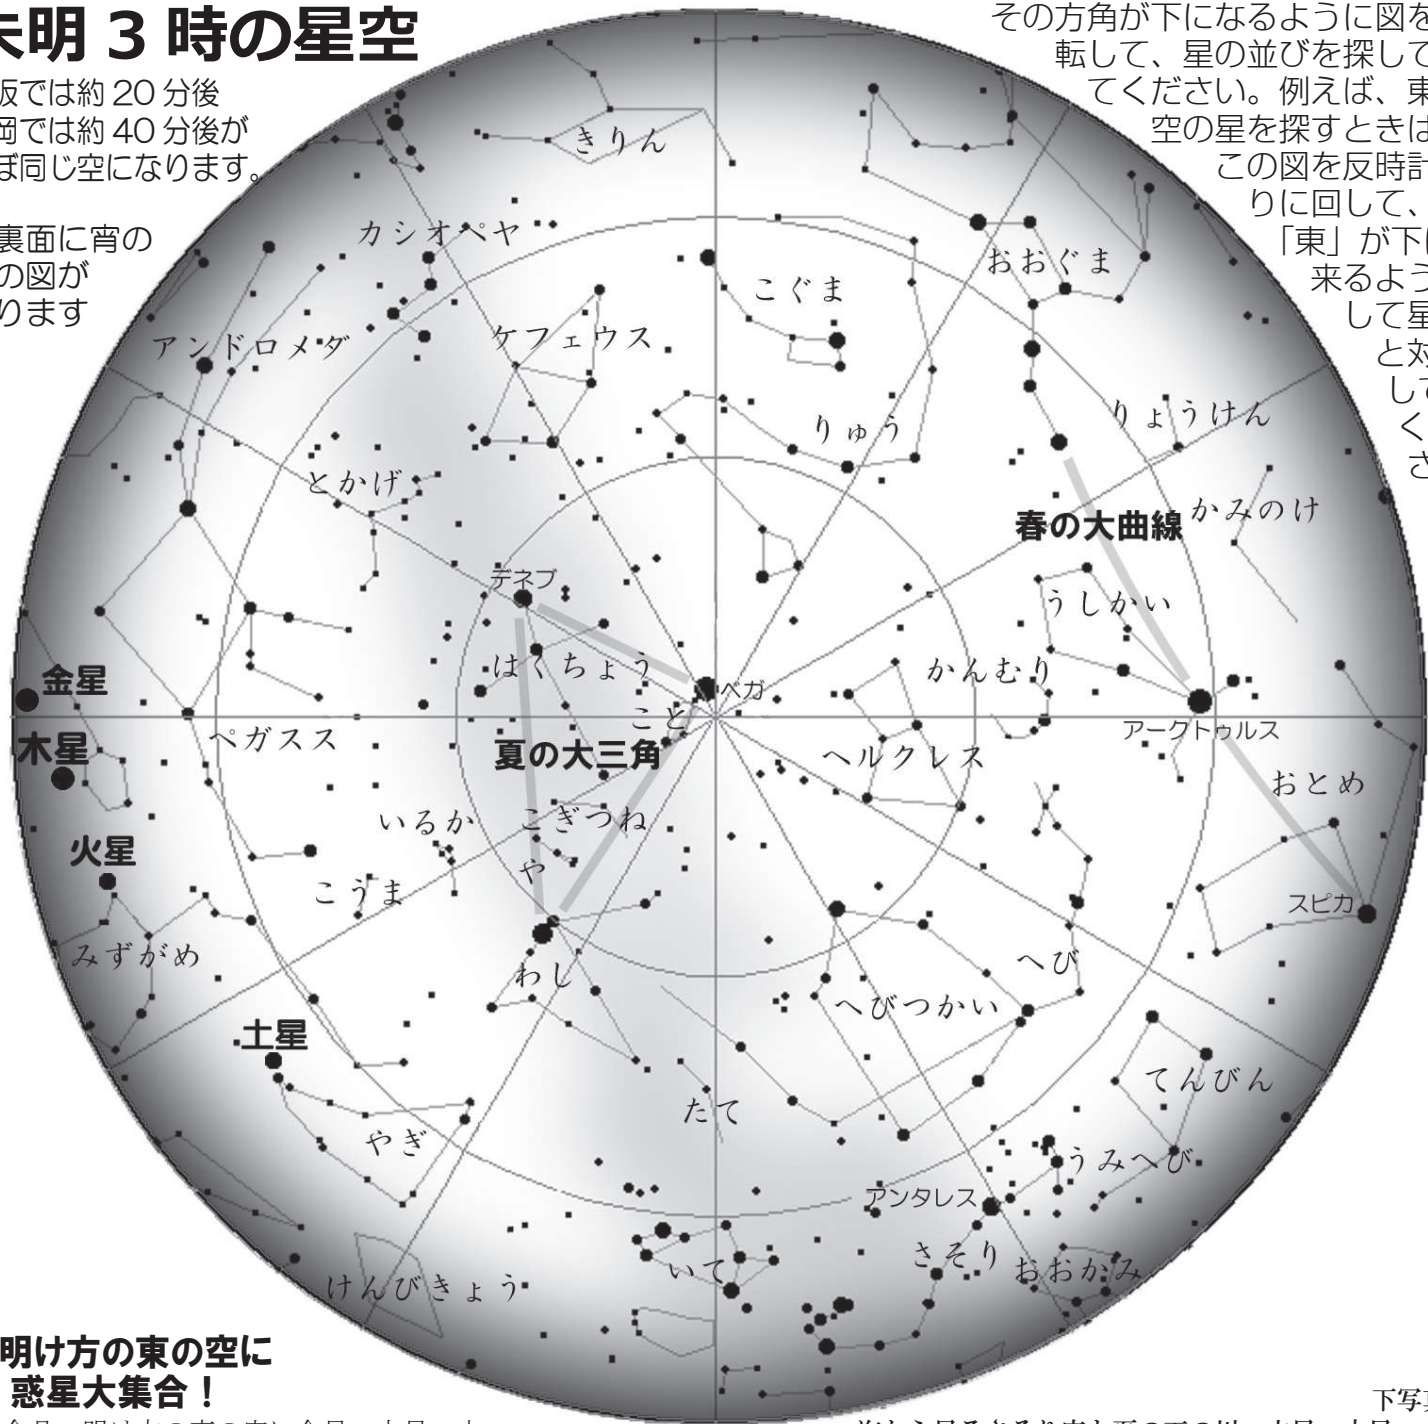 未明 3 時の星空
阪では約 20 分後
岡では約 40 分後が
ぼ同じ空になります。
裏面に宵の
の図が
ります
その方角が下になるように図を
転して、星の並びを探して
てください。例えば、東
空の星を探すときは
この図を反時計
りに回して、
「東」が下に
来るよう
して星
と対
して
く
さ
きりん
カシオペヤ
おおぐま
こぐま
アンドロメダ
ケフェウス
りゅう
りょうけん
とかげ
春の大曲線
かみのけ
デネブ
うしかい
はくちょう
かんむり
金星
ベガ
こと
アークトゥルス
木星
ペガスス
夏の大三角
ヘルクレス
おとめ
いるか
こぎつね
火星
や
こうま
スピカ
みずがめ
わし
へび
へびつかい
土星
てんびん
たて
やぎ
うみへび
アンタレス
いて
さそり
おおかみ
けんびきょう
明け方の東の空に
惑星大集合！
下写